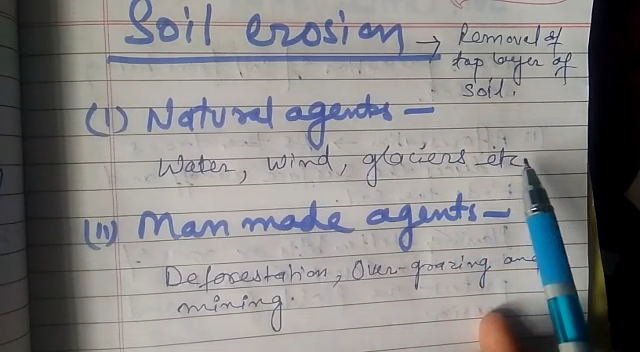 Soil erosion → Removal of
top layer of
soil.
(i) Natural agents –
Water, wind, glaciers etc
(ii) Man made agents –
Deforestation, Over-grazing and
mining.